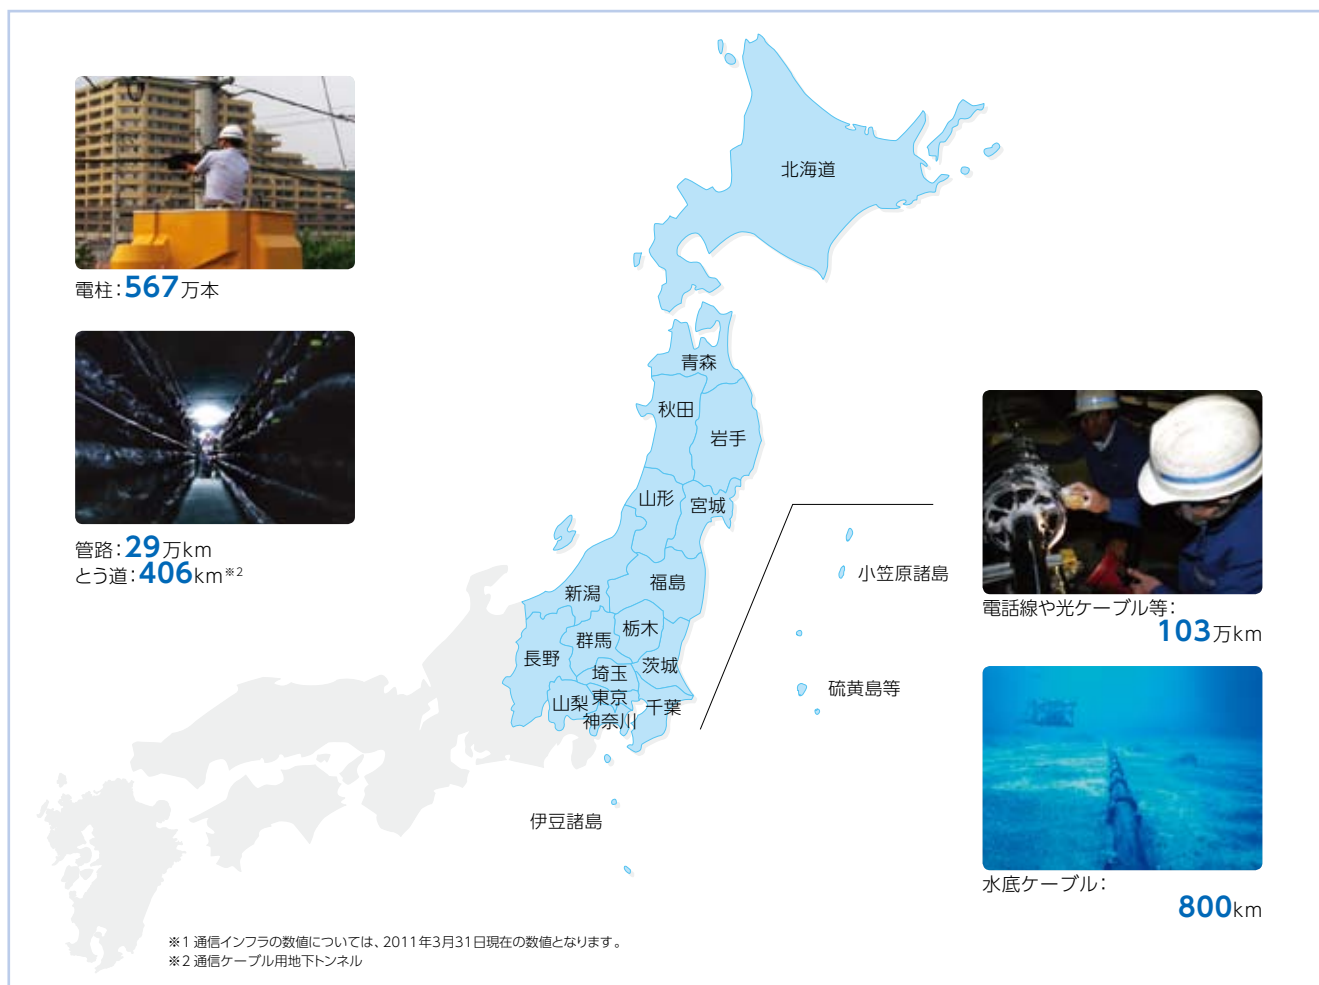 電柱：567万本
管路：29万km
とう道：406km※2
北海道
青森
秋田
岩手
山形
宮城
新潟
福島
群馬
栃木
長野
埼玉
茨城
山梨
東京
千葉
神奈川
伊豆諸島
小笠原諸島
硫黄島等
電話線や光ケーブル等：
103万km
水底ケーブル：
800km
※1 通信インフラの数値については、2011年3月31日現在の数値となります。
※2 通信ケーブル用地下トンネル